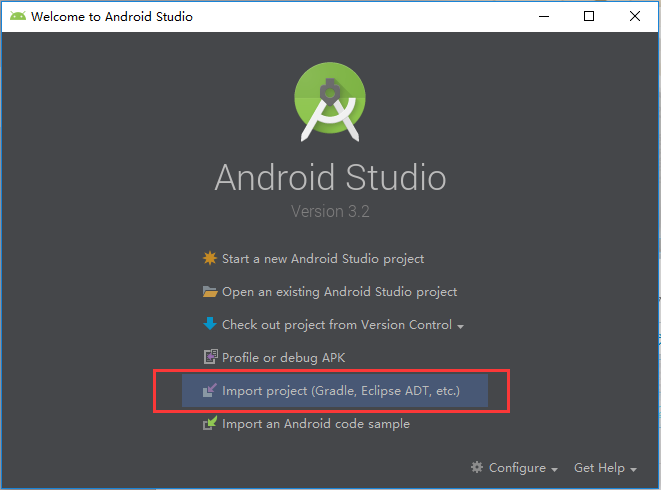 Welcome to Android Studio
Android Studio
Version 3.2
Start a new Android Studio project
Open an existing Android Studio project
Check out project from Version Control
Profile or debug APK
Import project (Gradle, Eclipse ADT, etc.)
Import an Android code sample
Configure Get Help